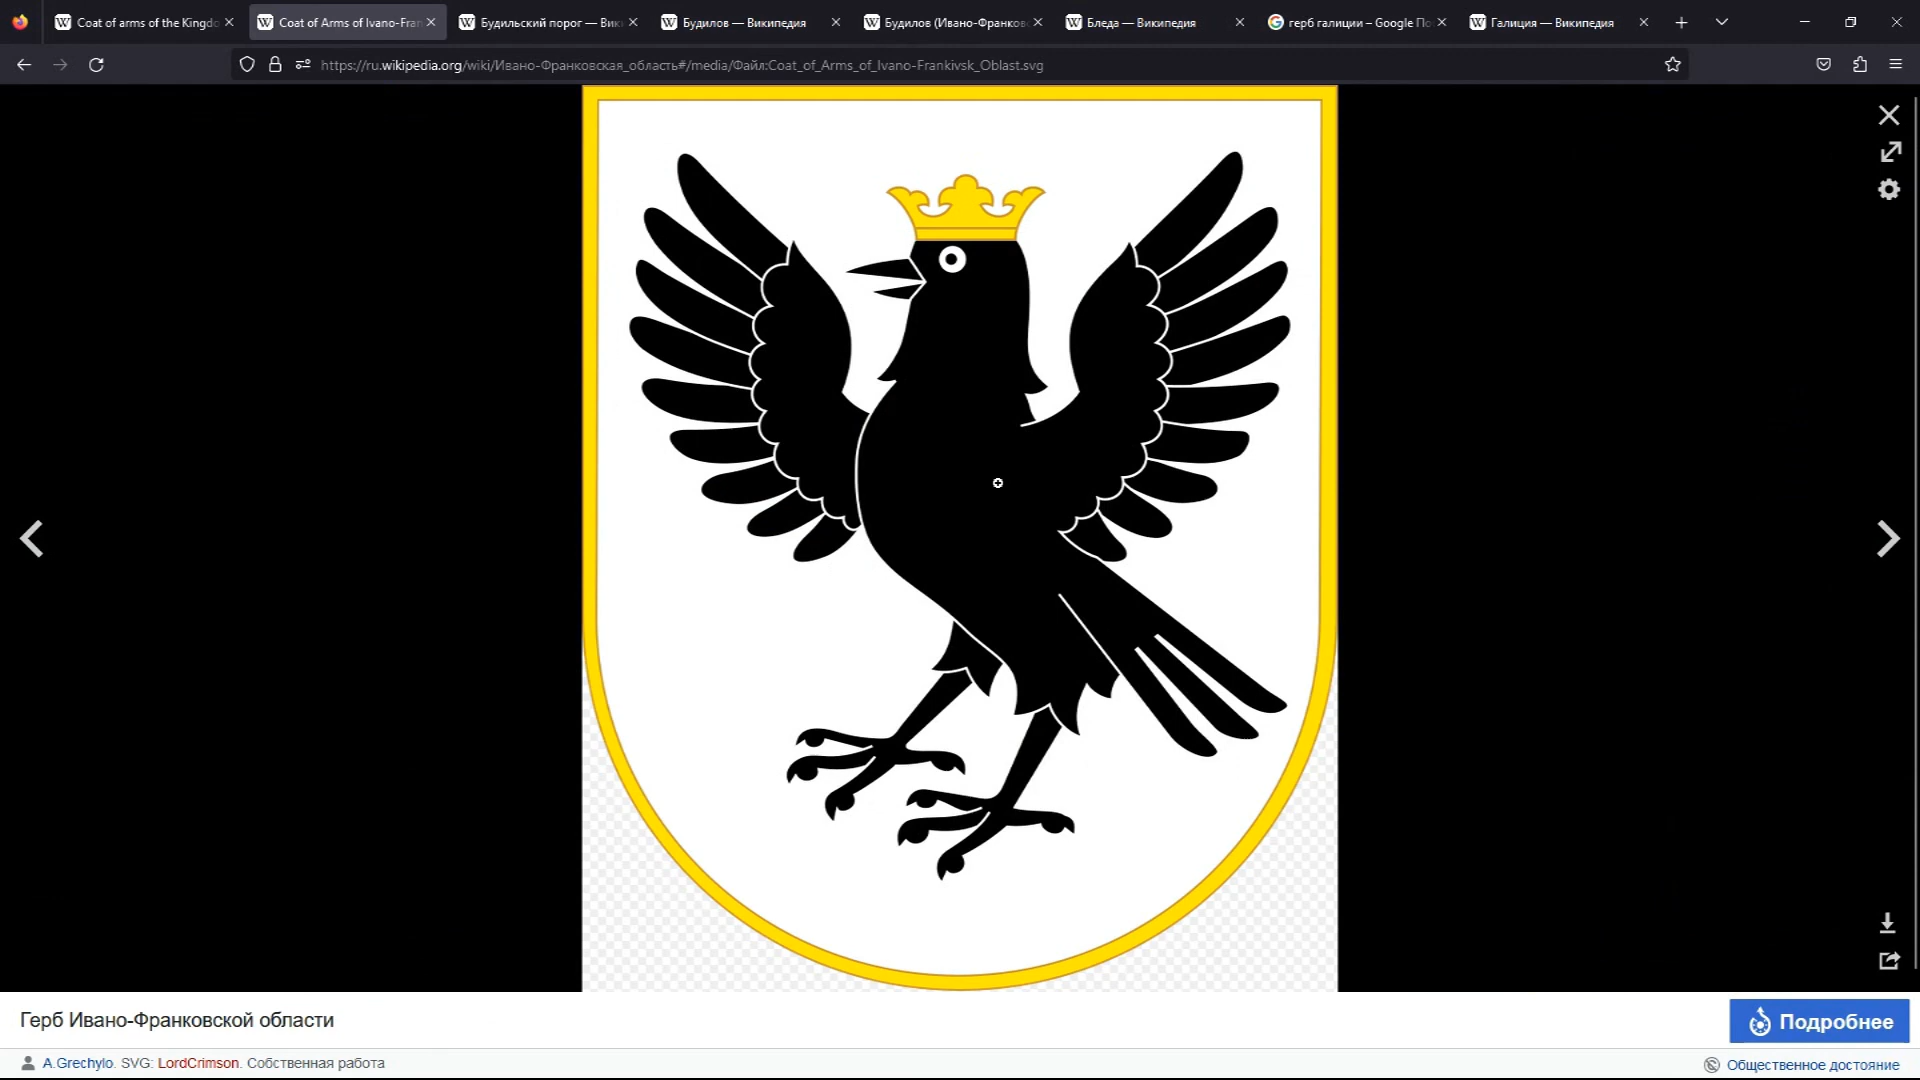 Coat of arms of the Kingdo
Coat of Arms of Ivano-Fran
Будильский порог — Вик
Будилов — Википедия
Будилов (Ивано-Франковс
Бледа — Википедия
герб галиции – Google По
Галиция — Википедия
https://ru.wikipedia.org/wiki/Ивано-Франковская_область#/media/Файл:Coat_of_Arms_of_Ivano-Frankivsk_Oblast.svg
Герб Ивано-Франковской области
Подробнее
A.Grechylo. SVG: LordCrimson. Собственная работа
Общественное достояние